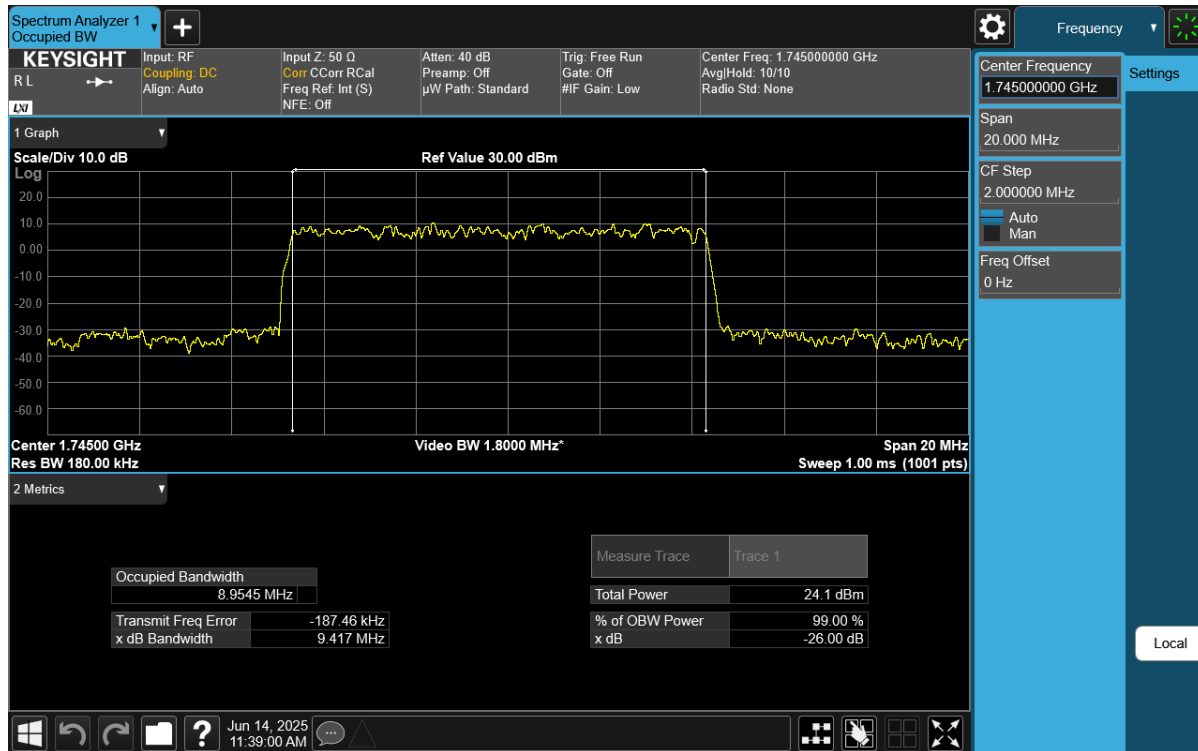 Spectrum Analyzer 1
Occupied BW
Frequency
KEYSIGHT
R L
LXI
Input: RF
Coupling: DC
Align: Auto
Input Z: 50 Ω
Corr CCorr RCal
Freq Ref: Int (S)
NFE: Off
Atten: 40 dB
Preamp: Off
µW Path: Standard
Trig: Free Run
Gate: Off
#IF Gain: Low
Center Freq: 1.745000000 GHz
Avg|Hold: 10/10
Radio Std: None
Center Frequency
1.745000000 GHz
Settings
Span
20.000 MHz
CF Step
2.000000 MHz
Auto
Man
Freq Offset
0 Hz
Local
1 Graph
Scale/Div 10.0 dB
Ref Value 30.00 dBm
Log
20.0
10.0
0.00
-10.0
-20.0
-30.0
-40.0
-50.0
-60.0
Center 1.74500 GHz
Video BW 1.8000 MHz*
Span 20 MHz
Res BW 180.00 kHz
Sweep 1.00 ms (1001 pts)
2 Metrics
Measure Trace Trace 1
Occupied Bandwidth
8.9545 MHz
Total Power 24.1 dBm
Transmit Freq Error -187.46 kHz
% of OBW Power 99.00 %
x dB Bandwidth 9.417 MHz
x dB -26.00 dB
?
Jun 14, 2025
11:39:00 AM